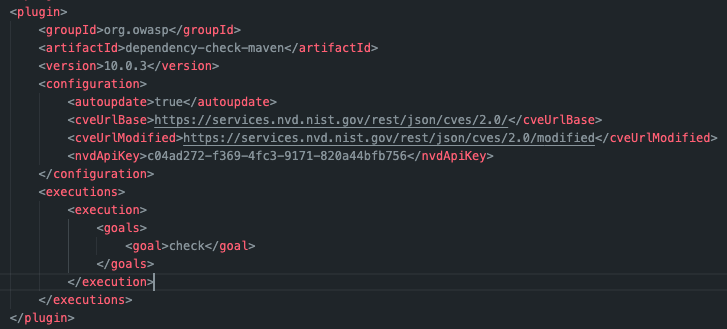 <plugin>
<groupId>org.owasp</groupId>
<artifactId>dependency-check-maven</artifactId>
<version>10.0.3</version>
<configuration>
<autoupdate>true</autoupdate>
<cveUrlBase>https://services.nvd.nist.gov/rest/json/cves/2.0/</cveUrlBase>
<cveUrlModified>https://services.nvd.nist.gov/rest/json/cves/2.0/modified</cveUrlModified>
<nvdApiKey>c04ad272-f369-4fc3-9171-820a44bfb756</nvdApiKey>
</configuration>
<executions>
<execution>
<goals>
<goal>check</goal>
</goals>
</execution>
</executions>
</plugin>